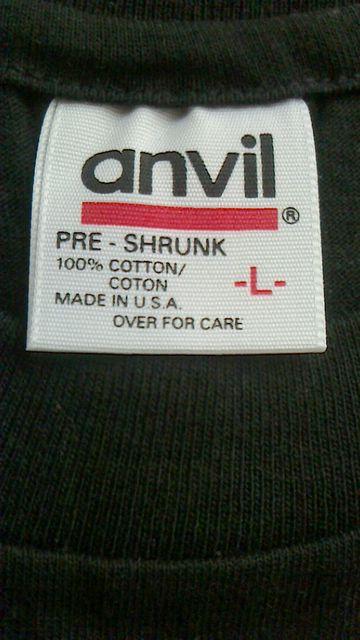 anvil
®
PRE - SHRUNK
100% COTTON/
COTON
-L-
MADE IN U.S.A.
OVER FOR CARE